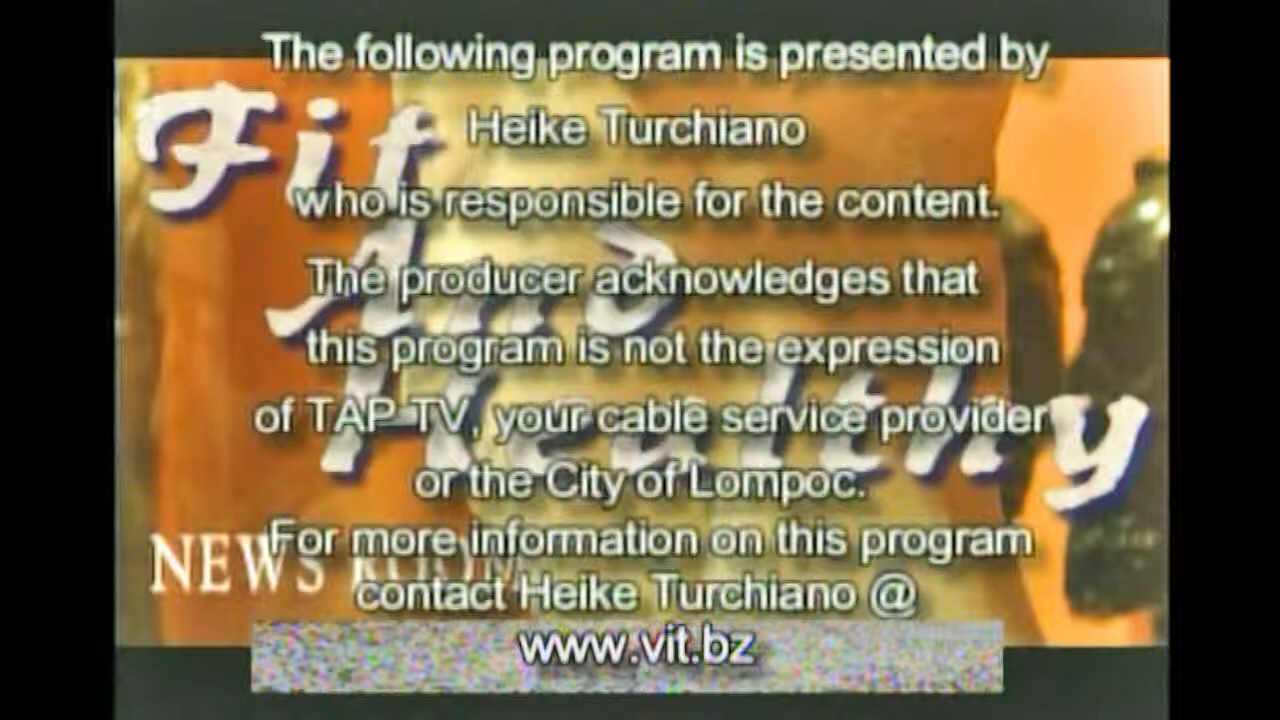 The following program is presented by
Heike Turchiano
who is responsible for the content.
The producer acknowledges that
this program is not the expression
of TAP TV, your cable service provider
or the City of Lompoc.
For more information on this program
contact Heike Turchiano @
www.vit.bz
Fit
And
Healthy
NEWS ROOM